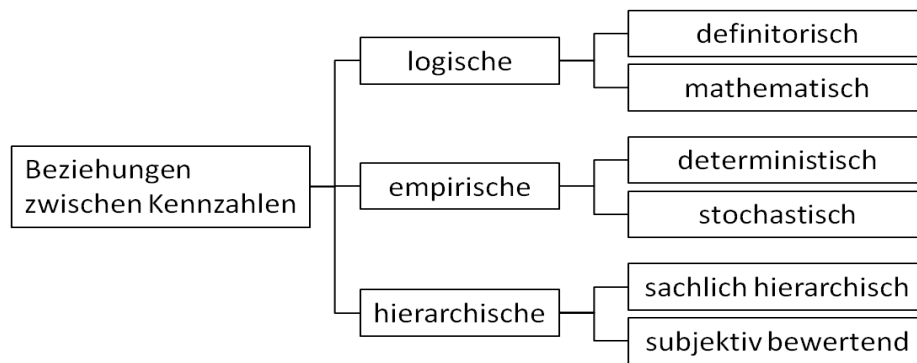 Beziehungen
zwischen Kennzahlen
logische
definitorisch
mathematisch
empirische
deterministisch
stochastisch
hierarchische
sachlich hierarchisch
subjektiv bewertend